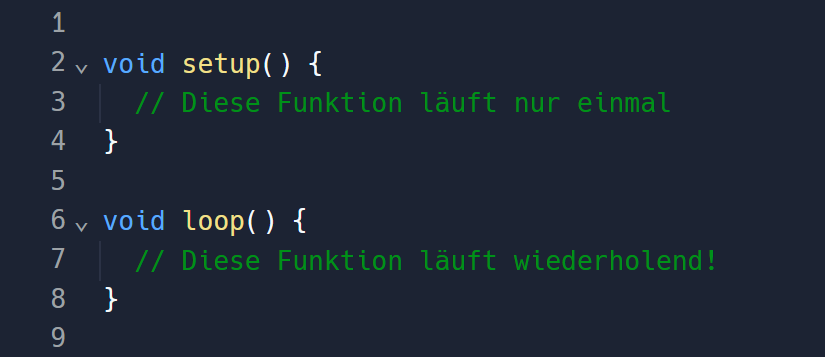 1
2 void setup() {
3 // Diese Funktion läuft nur einmal
4 }
5
6 void loop() {
7 // Diese Funktion läuft wiederholend!
8 }
9